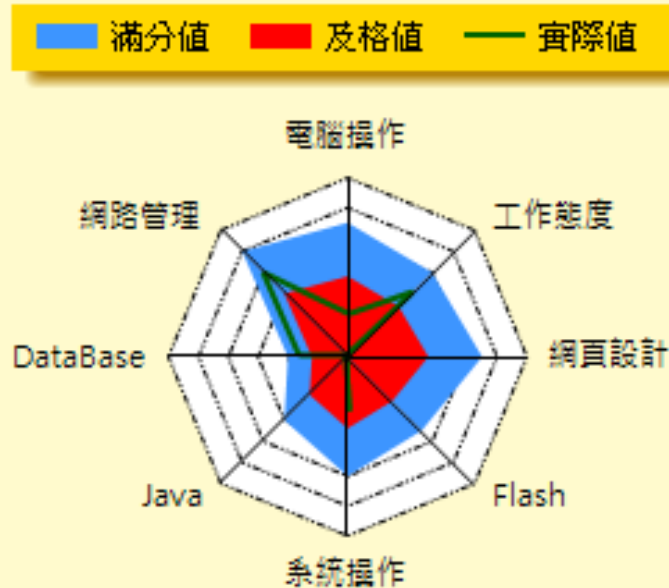 滿分值 及格值 實際值
電腦操作
網路管理 工作態度
DataBase 網頁設計
Java Flash
系統操作